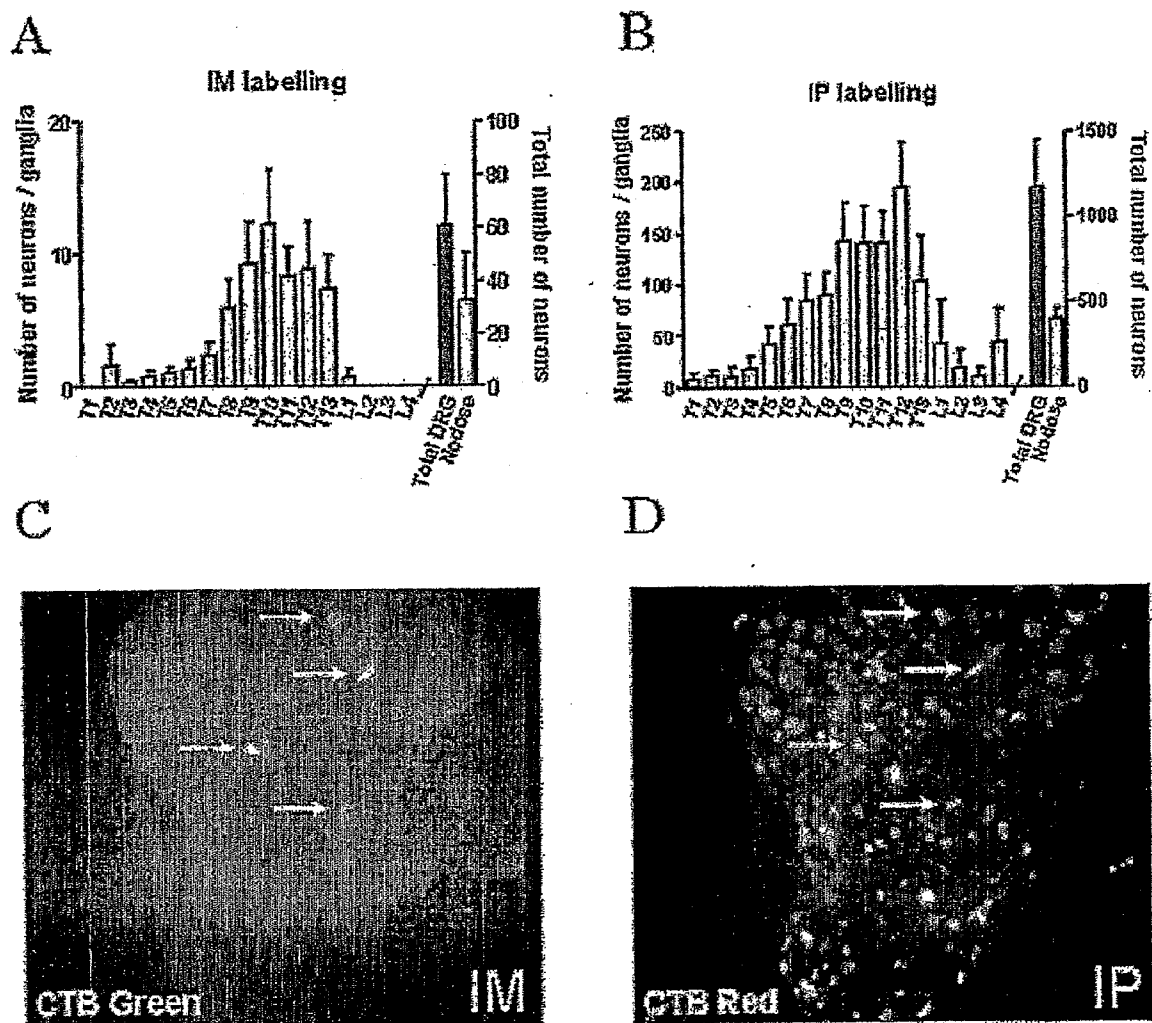 A
B
IM labelling
IP labelling
Number of neurons / ganglia
20
10
0
100
80
60
40
20
0
Total number of neurons
T1 T2 T3 T4 T5 T6 T7 T8 T9 T10 T11 T12 T13 L1 L2 L3 L4
Total DRG
Nodose
Number of neurons / ganglia
250
200
150
100
50
0
1500
1000
500
0
Total number of neurons
T1 T2 T3 T4 T5 T6 T7 T8 T9 T10 T11 T12 T13 L1 L2 L3 L4
Total DRG
Nodose
C
D
CTB Green
IM
CTB Red
IP